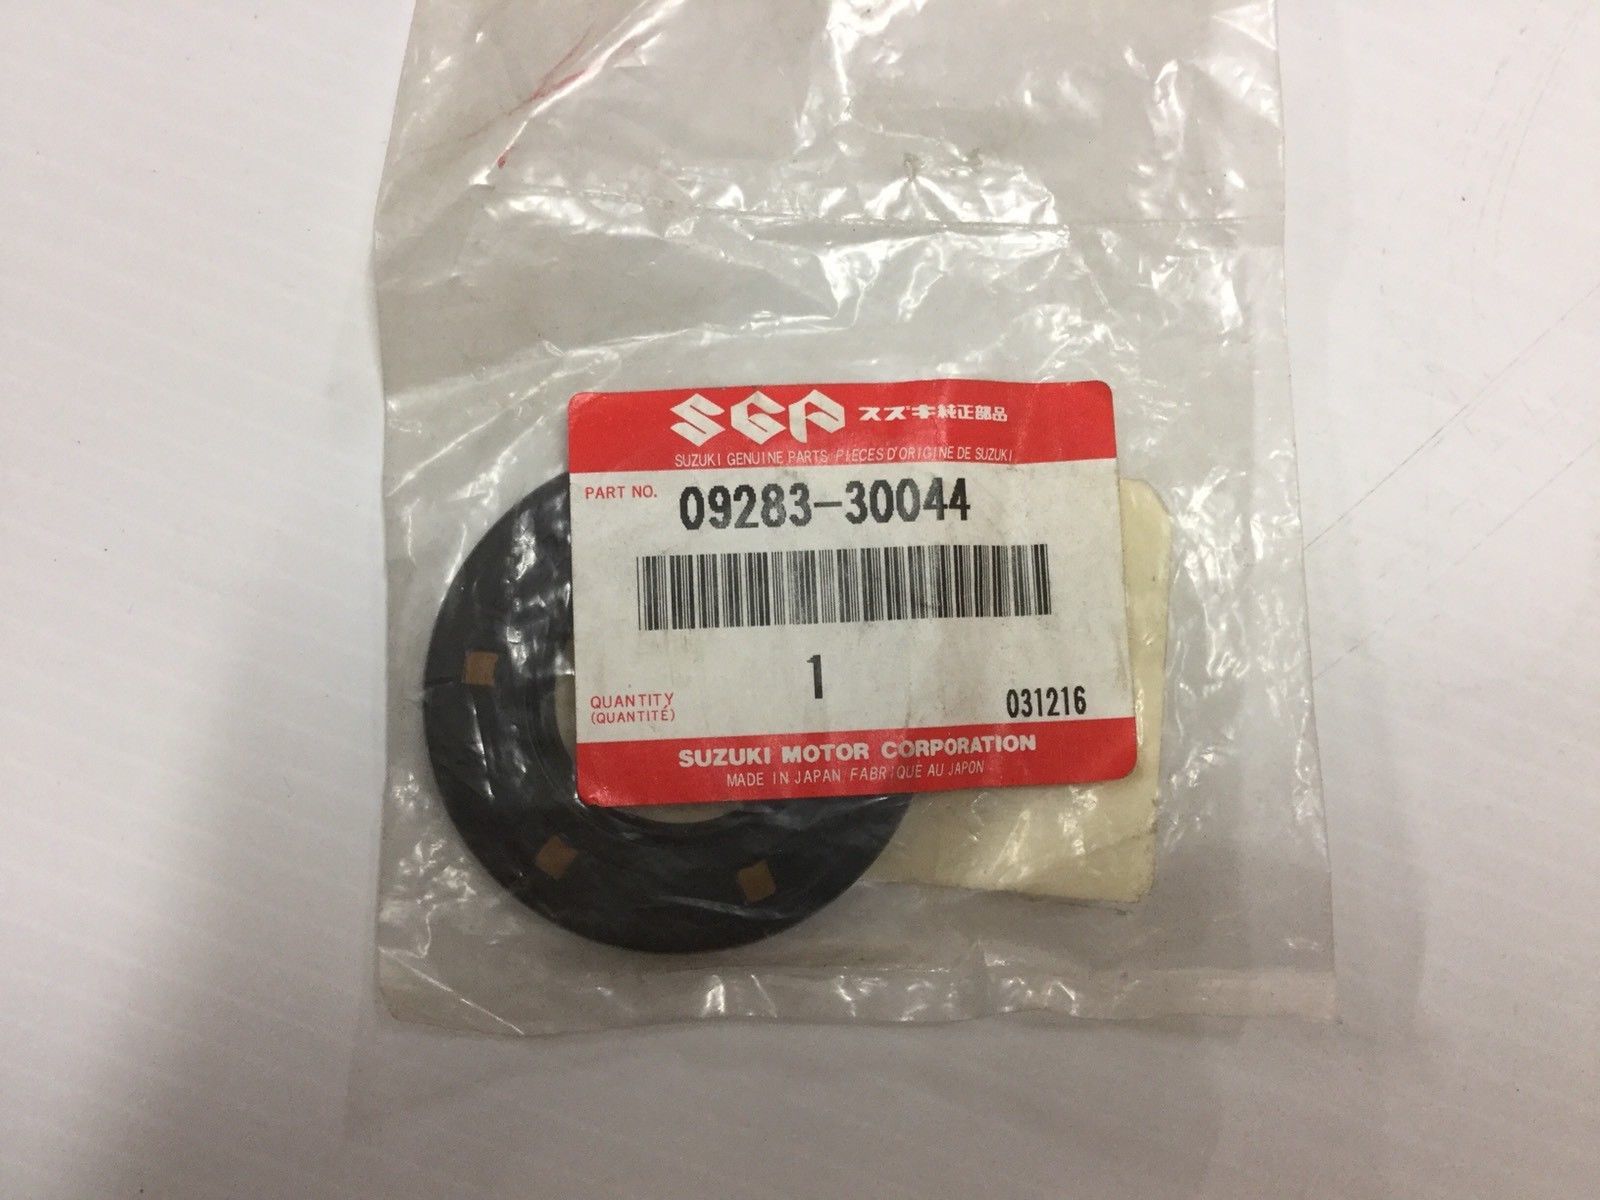 SGP スズキ純正部品
SUZUKI GENUINE PARTS PIECES D'ORIGINE DE SUZUKI
PART NO. 09283-30044
1
QUANTITY
(QUANTITÉ)
031216
SUZUKI MOTOR CORPORATION
MADE IN JAPAN FABRIQUE AU JAPON